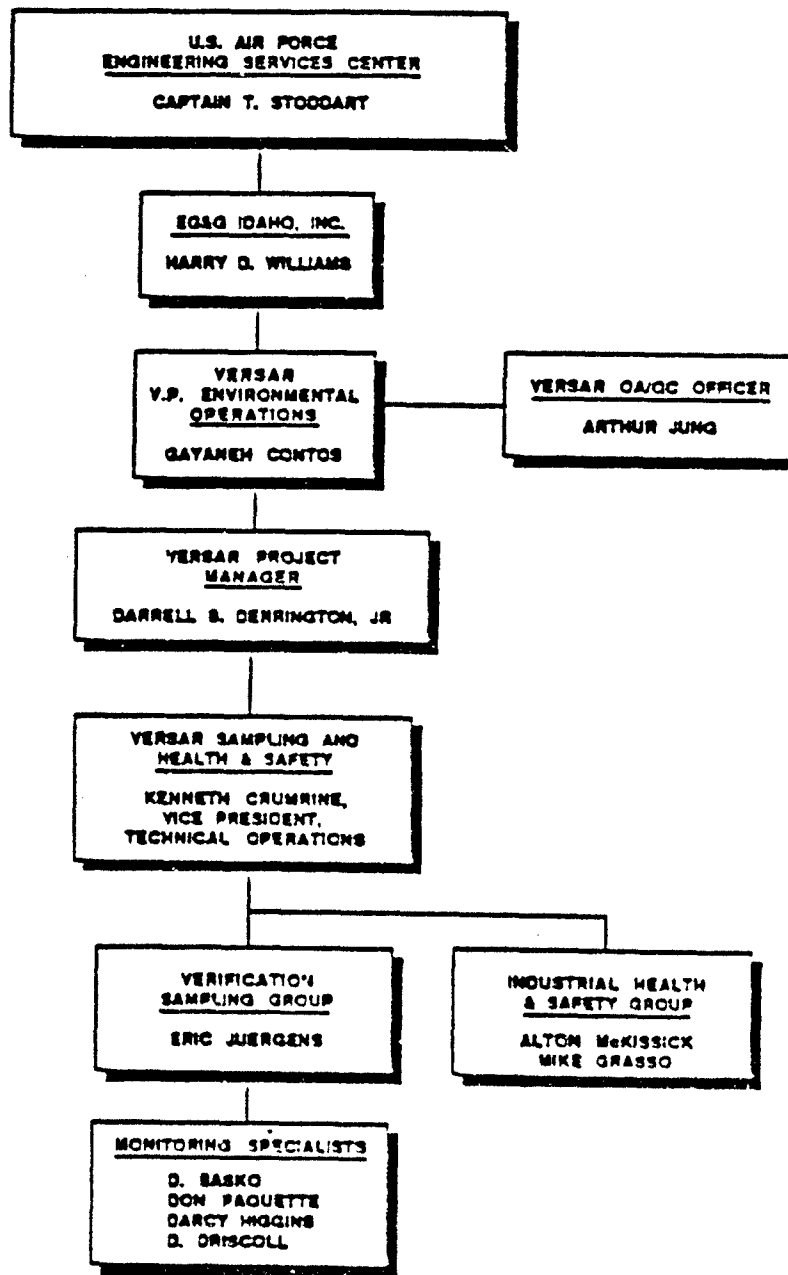 U.S. AIR FORCE
ENGINEERING SERVICES CENTER
CAPTAIN T. STODDART
EG&G IDAHO, INC.
HARRY D. WILLIAMS
VERSAR
V.P. ENVIRONMENTAL
OPERATIONS
GAYANEH CONTOS
VERSAR QA/QC OFFICER
ARTHUR JUNG
VERSAR PROJECT
MANAGER
DARRELL S. DERRINGTON, JR
VERSAR SAMPLING AND
HEALTH & SAFETY
KENNETH CRUMRINE,
VICE PRESIDENT,
TECHNICAL OPERATIONS
VERIFICATION
SAMPLING GROUP
ERIC JUERGENS
INDUSTRIAL HEALTH
& SAFETY GROUP
ALTON McKISSICK
MIKE GRASSO
MONITORING SPECIALISTS
D. BASKO
DON PAQUETTE
DARCY HIGGINS
D. DRISCOLL